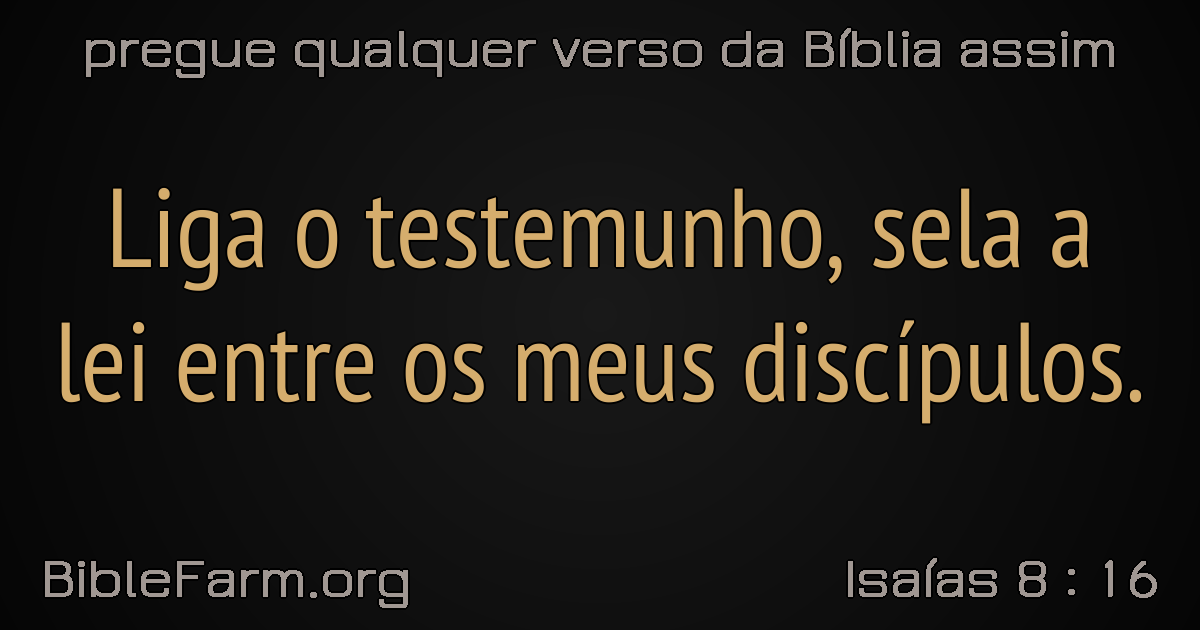 pregue qualquer verso da Bíblia assim
Liga o testemunho, sela a
lei entre os meus discípulos.
BibleFarm.org
Isaías 8 : 16